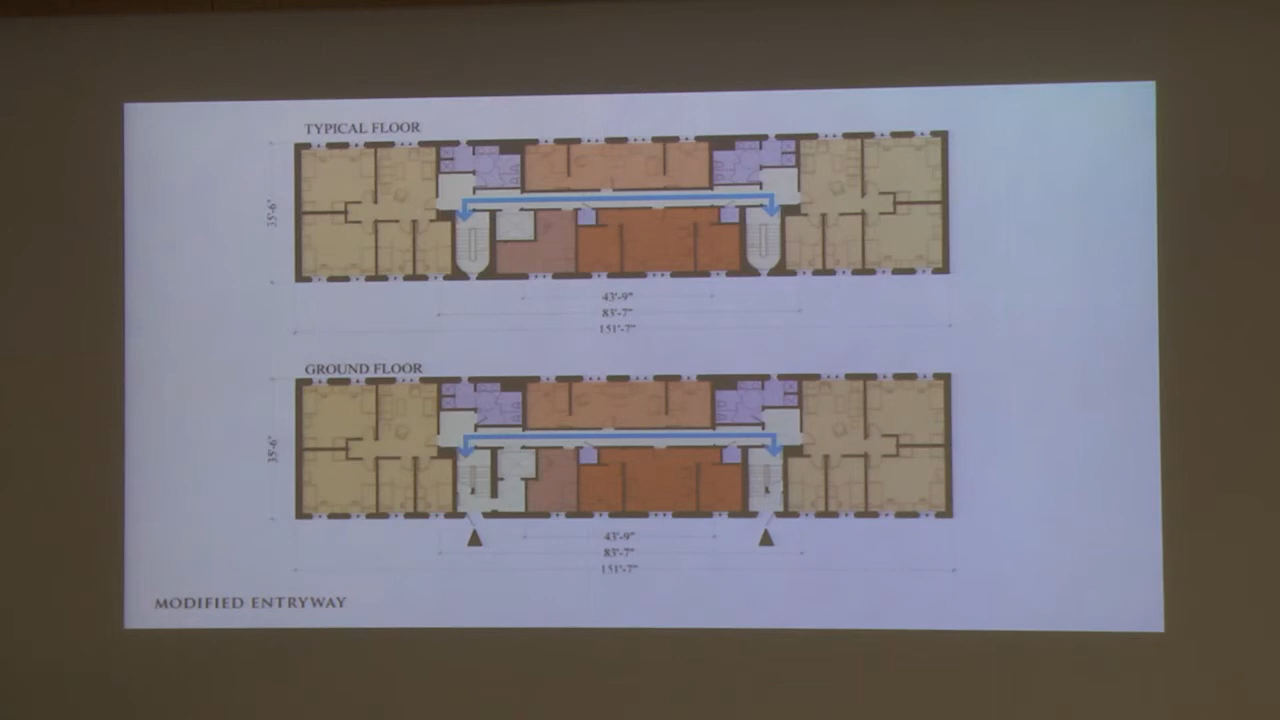 TYPICAL FLOOR
35'-6"
43'-9"
83'-7"
151'-7"
GROUND FLOOR
35'-6"
43'-9"
83'-7"
151'-7"
MODIFIED ENTRYWAY